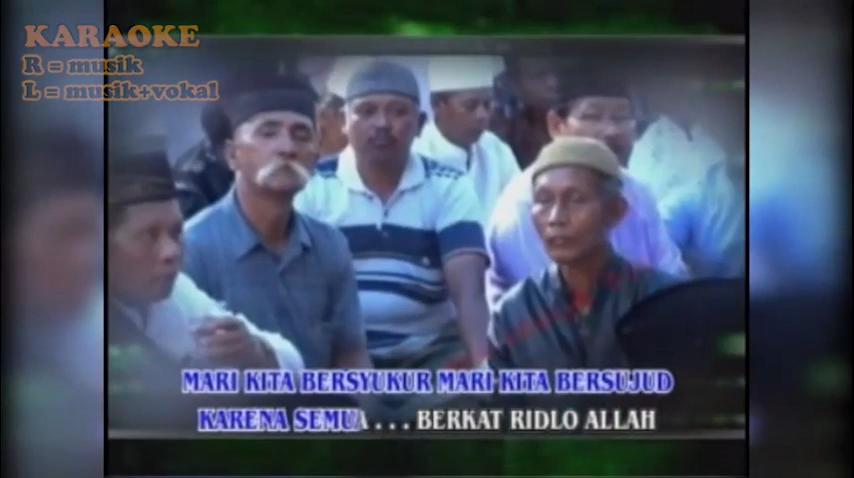 KARAOKE
R = musik
L = musik+vokal
MARI KITA BERSYUKUR MARI KITA BERSUJUD
KARENA SEMUA . . . BERKAT RIDLO ALLAH